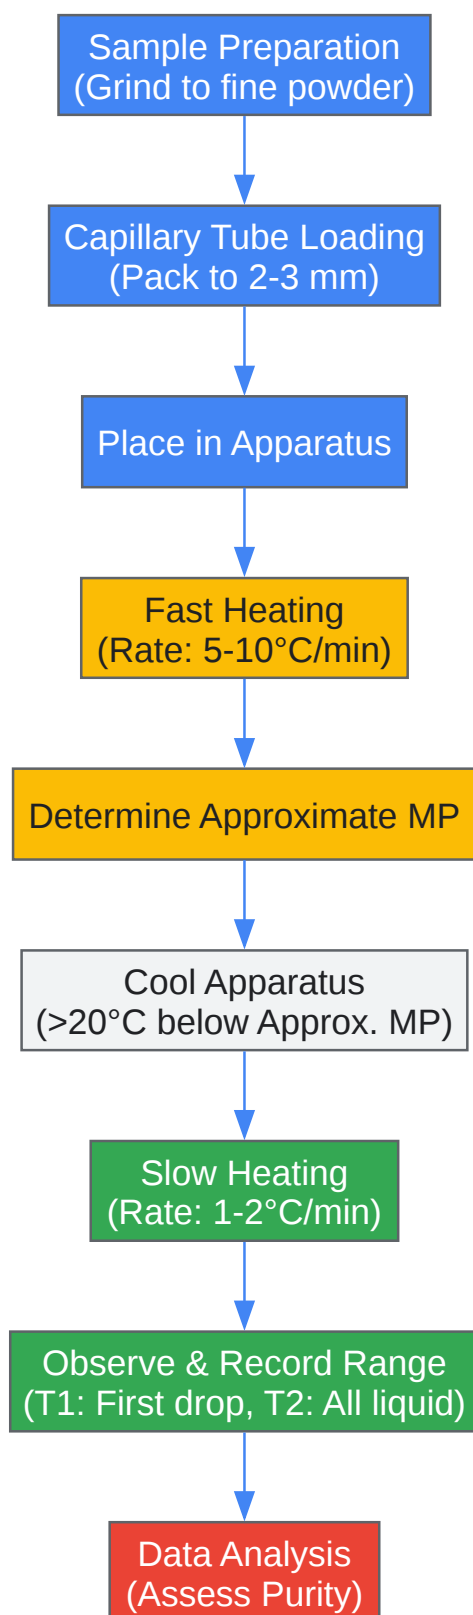 Sample Preparation
(Grind to fine powder)
Capillary Tube Loading
(Pack to 2-3 mm)
Place in Apparatus
Fast Heating
(Rate: 5-10°C/min)
Determine Approximate MP
Cool Apparatus
(>20°C below Approx. MP)
Slow Heating
(Rate: 1-2°C/min)
Observe & Record Range
(T1: First drop, T2: All liquid)
Data Analysis
(Assess Purity)